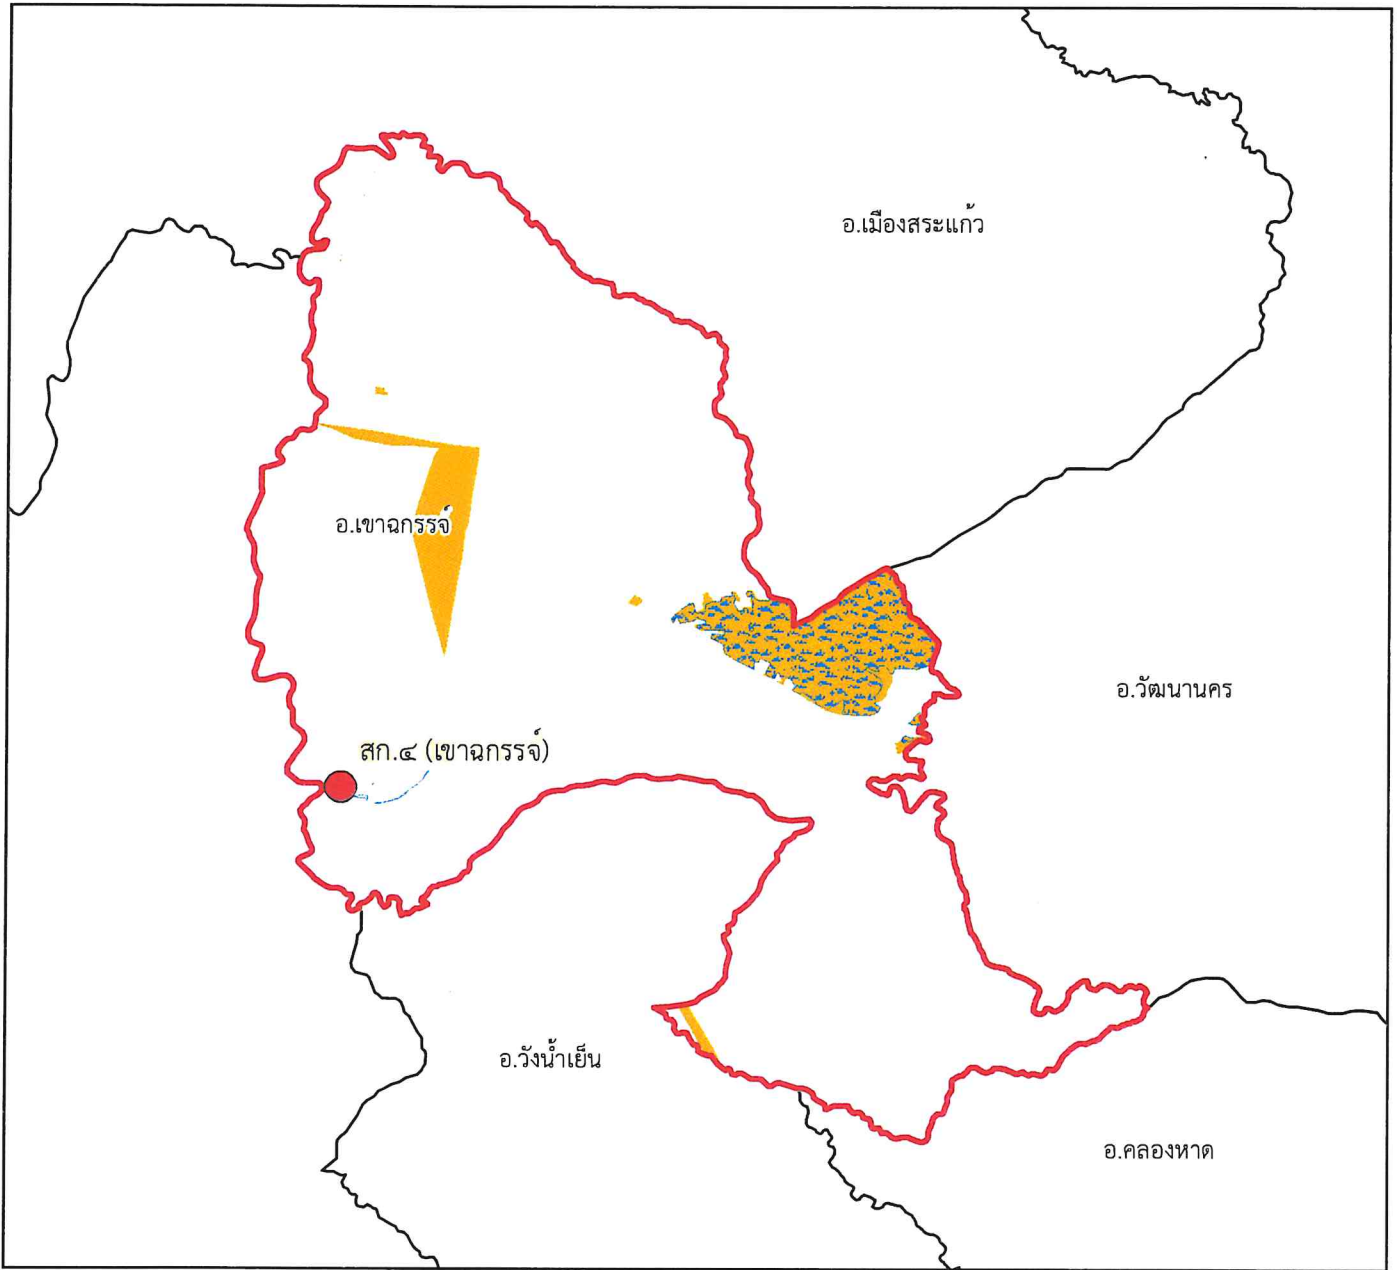 อ.เมืองสระแก้ว
อ.เขาฉกรรจ์
อ.วัฒนานคร
สก.๔ (เขาฉกรรจ์)
อ.วังน้ำเย็น
อ.คลองหาด